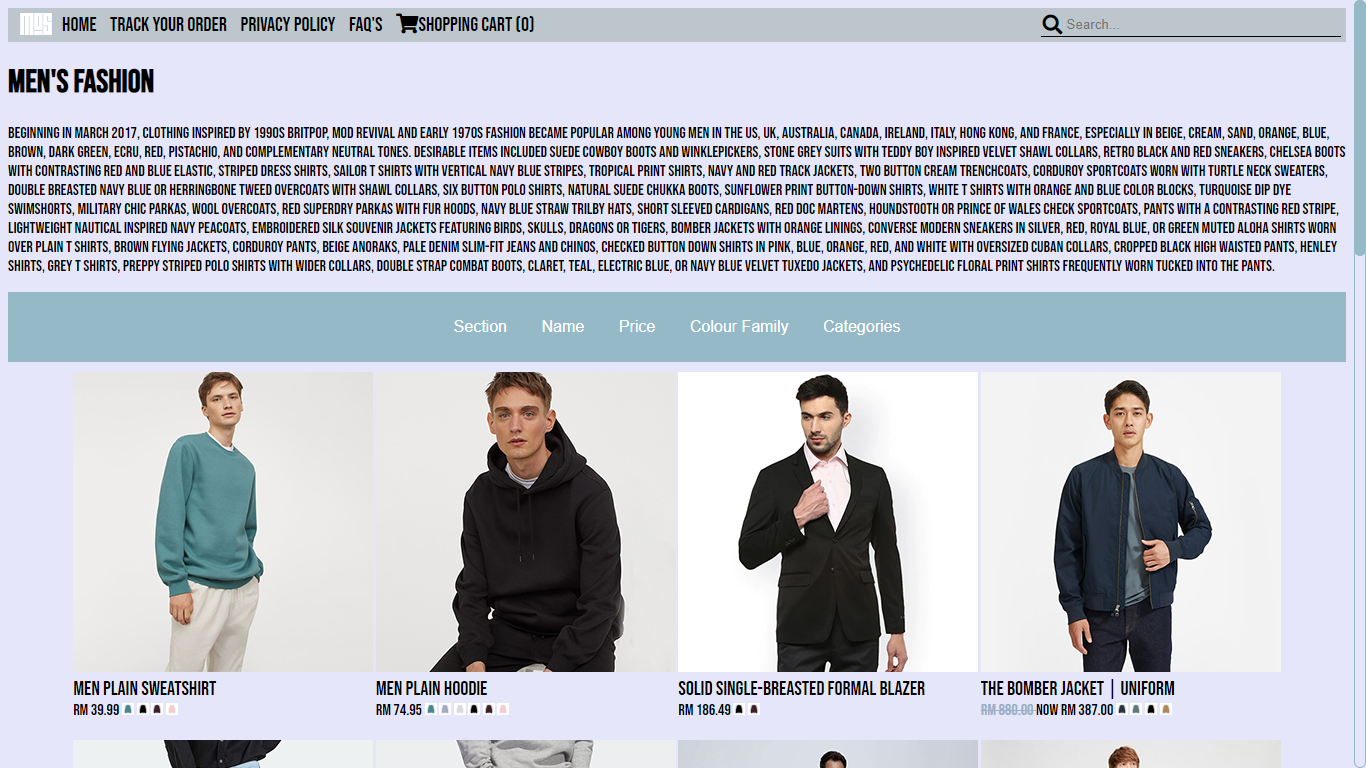 MOS HOME TRACK YOUR ORDER PRIVACY POLICY FAQ'S SHOPPING CART (0) Search...
MEN'S FASHION
BEGINNING IN MARCH 2017, CLOTHING INSPIRED BY 1990S BRITPOP, MOD REVIVAL AND EARLY 1970S FASHION BECAME POPULAR AMONG YOUNG MEN IN THE US, UK, AUSTRALIA, CANADA, IRELAND, ITALY, HONG KONG, AND FRANCE, ESPECIALLY IN BEIGE, CREAM, SAND, ORANGE, BLUE,
BROWN, DARK GREEN, ECRU, RED, PISTACHIO, AND COMPLEMENTARY NEUTRAL TONES. DESIRABLE ITEMS INCLUDED SUEDE COWBOY BOOTS AND WINKLEPICKERS, STONE GREY SUITS WITH TEDDY BOY INSPIRED VELVET SHAWL COLLARS, RETRO BLACK AND RED SNEAKERS, CHELSEA BOOTS
WITH CONTRASTING RED AND BLUE ELASTIC, STRIPED DRESS SHIRTS, SAILOR T SHIRTS WITH VERTICAL NAVY BLUE STRIPES, TROPICAL PRINT SHIRTS, NAVY AND RED TRACK JACKETS, TWO BUTTON CREAM TRENCHCOATS, CORDUROY SPORTCOATS WORN WITH TURTLE NECK SWEATERS,
DOUBLE BREASTED NAVY BLUE OR HERRINGBONE TWEED OVERCOATS WITH SHAWL COLLARS, SIX BUTTON POLO SHIRTS, NATURAL SUEDE CHUKKA BOOTS, SUNFLOWER PRINT BUTTON-DOWN SHIRTS, WHITE T SHIRTS WITH ORANGE AND BLUE COLOR BLOCKS, TURQUOISE DIP DYE
SWIMSHORTS, MILITARY CHIC PARKAS, WOOL OVERCOATS, RED SUPERDRY PARKAS WITH FUR HOODS, NAVY BLUE STRAW TRILBY HATS, SHORT SLEEVED CARDIGANS, RED DOC MARTENS, HOUNDSTOOTH OR PRINCE OF WALES CHECK SPORTCOATS, PANTS WITH A CONTRASTING RED STRIPE,
LIGHTWEIGHT NAUTICAL INSPIRED NAVY PEACOATS, EMBROIDERED SILK SOUVENIR JACKETS FEATURING BIRDS, SKULLS, DRAGONS OR TIGERS, BOMBER JACKETS WITH ORANGE LININGS, CONVERSE MODERN SNEAKERS IN SILVER, RED, ROYAL BLUE, OR GREEN MUTED ALOHA SHIRTS WORN
OVER PLAIN T SHIRTS, BROWN FLYING JACKETS, CORDUROY PANTS, BEIGE ANORAKS, PALE DENIM SLIM-FIT JEANS AND CHINOS, CHECKED BUTTON DOWN SHIRTS IN PINK, BLUE, ORANGE, RED, AND WHITE WITH OVERSIZED CUBAN COLLARS, CROPPED BLACK HIGH WAISTED PANTS, HENLEY
SHIRTS, GREY T SHIRTS, PREPPY STRIPED POLO SHIRTS WITH WIDER COLLARS, DOUBLE STRAP COMBAT BOOTS, CLARET, TEAL, ELECTRIC BLUE, OR NAVY BLUE VELVET TUXEDO JACKETS, AND PSYCHEDELIC FLORAL PRINT SHIRTS FREQUENTLY WORN TUCKED INTO THE PANTS.
Section Name Price Colour Family Categories
MEN PLAIN SWEATSHIRT
RM 39.99
MEN PLAIN HOODIE
RM 74.95
SOLID SINGLE-BREASTED FORMAL BLAZER
RM 186.49
THE BOMBER JACKET | UNIFORM
RM 880.00 NOW RM 387.00